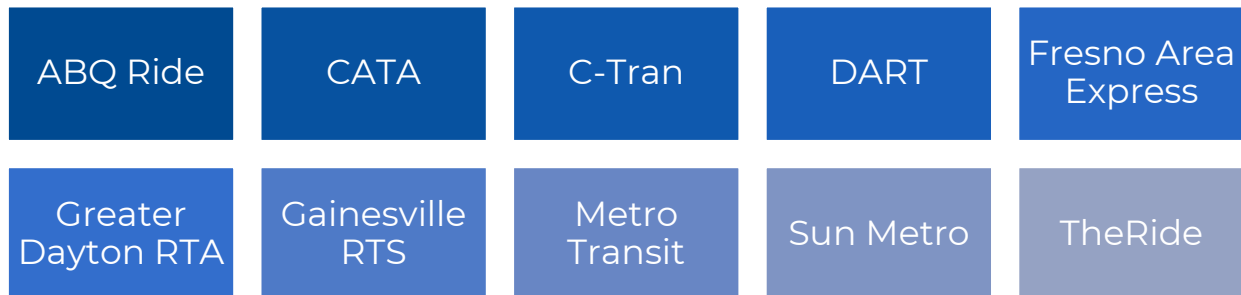 ABQ Ride
CATA
C-Tran
DART
Fresno Area
Express
Greater
Dayton RTA
Gainesville
RTS
Metro
Transit
Sun Metro
TheRide